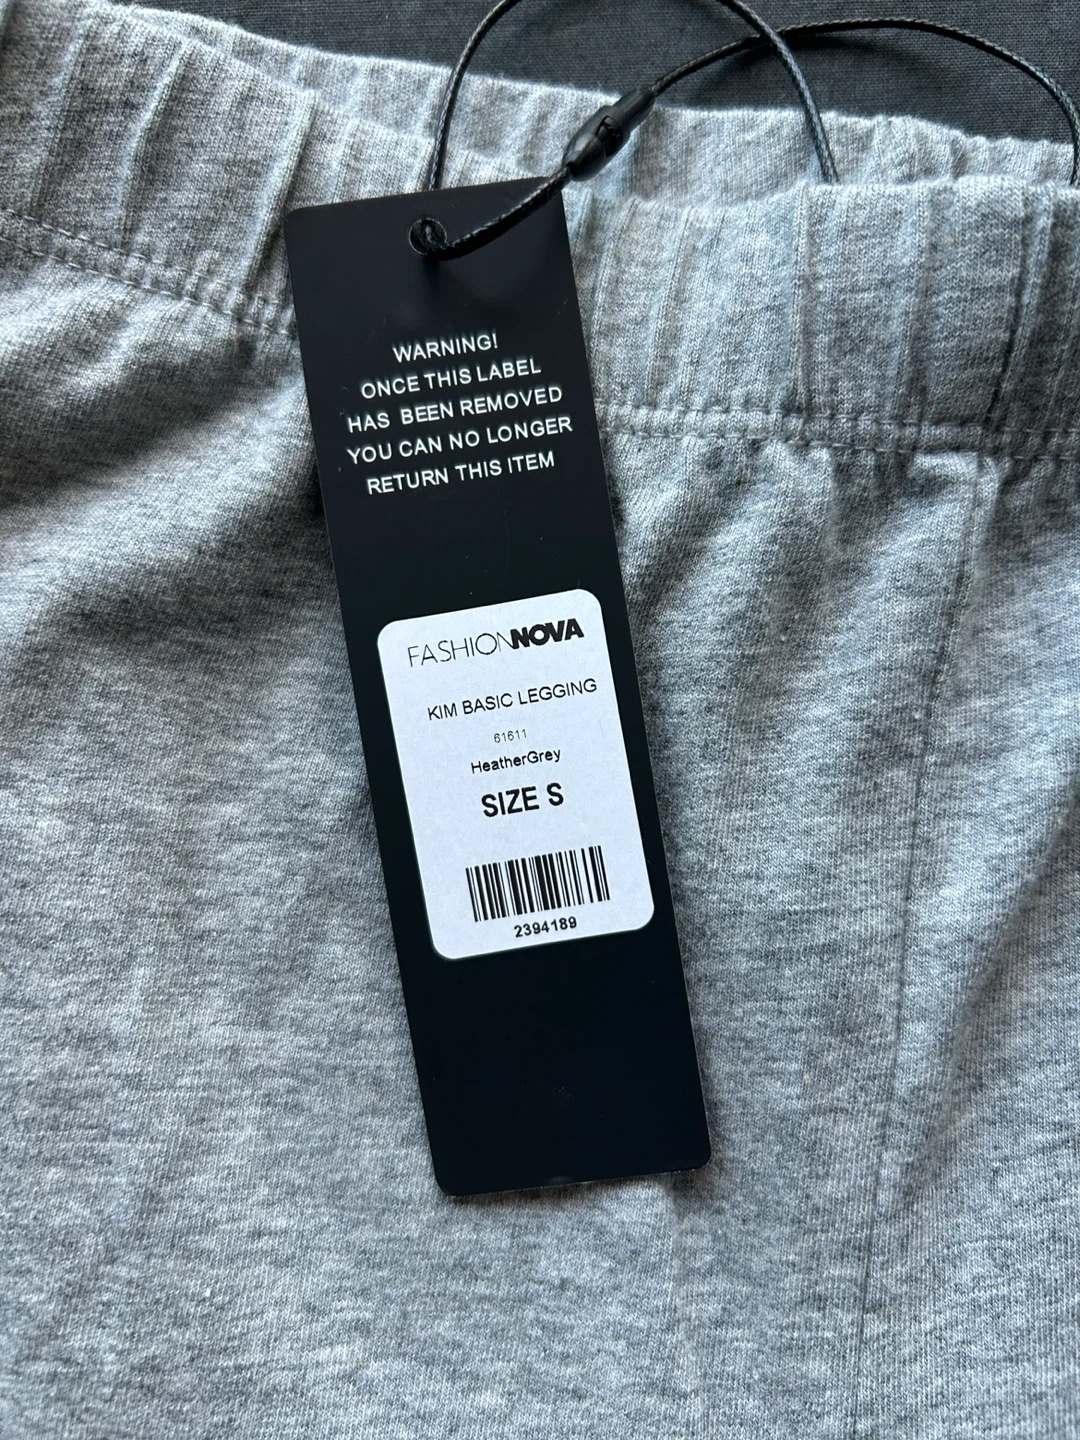 WARNING!
ONCE THIS LABEL
HAS BEEN REMOVED
YOU CAN NO LONGER
RETURN THIS ITEM
FASHIONNOVA
KIM BASIC LEGGING
61611
HeatherGrey
SIZE S
2394189